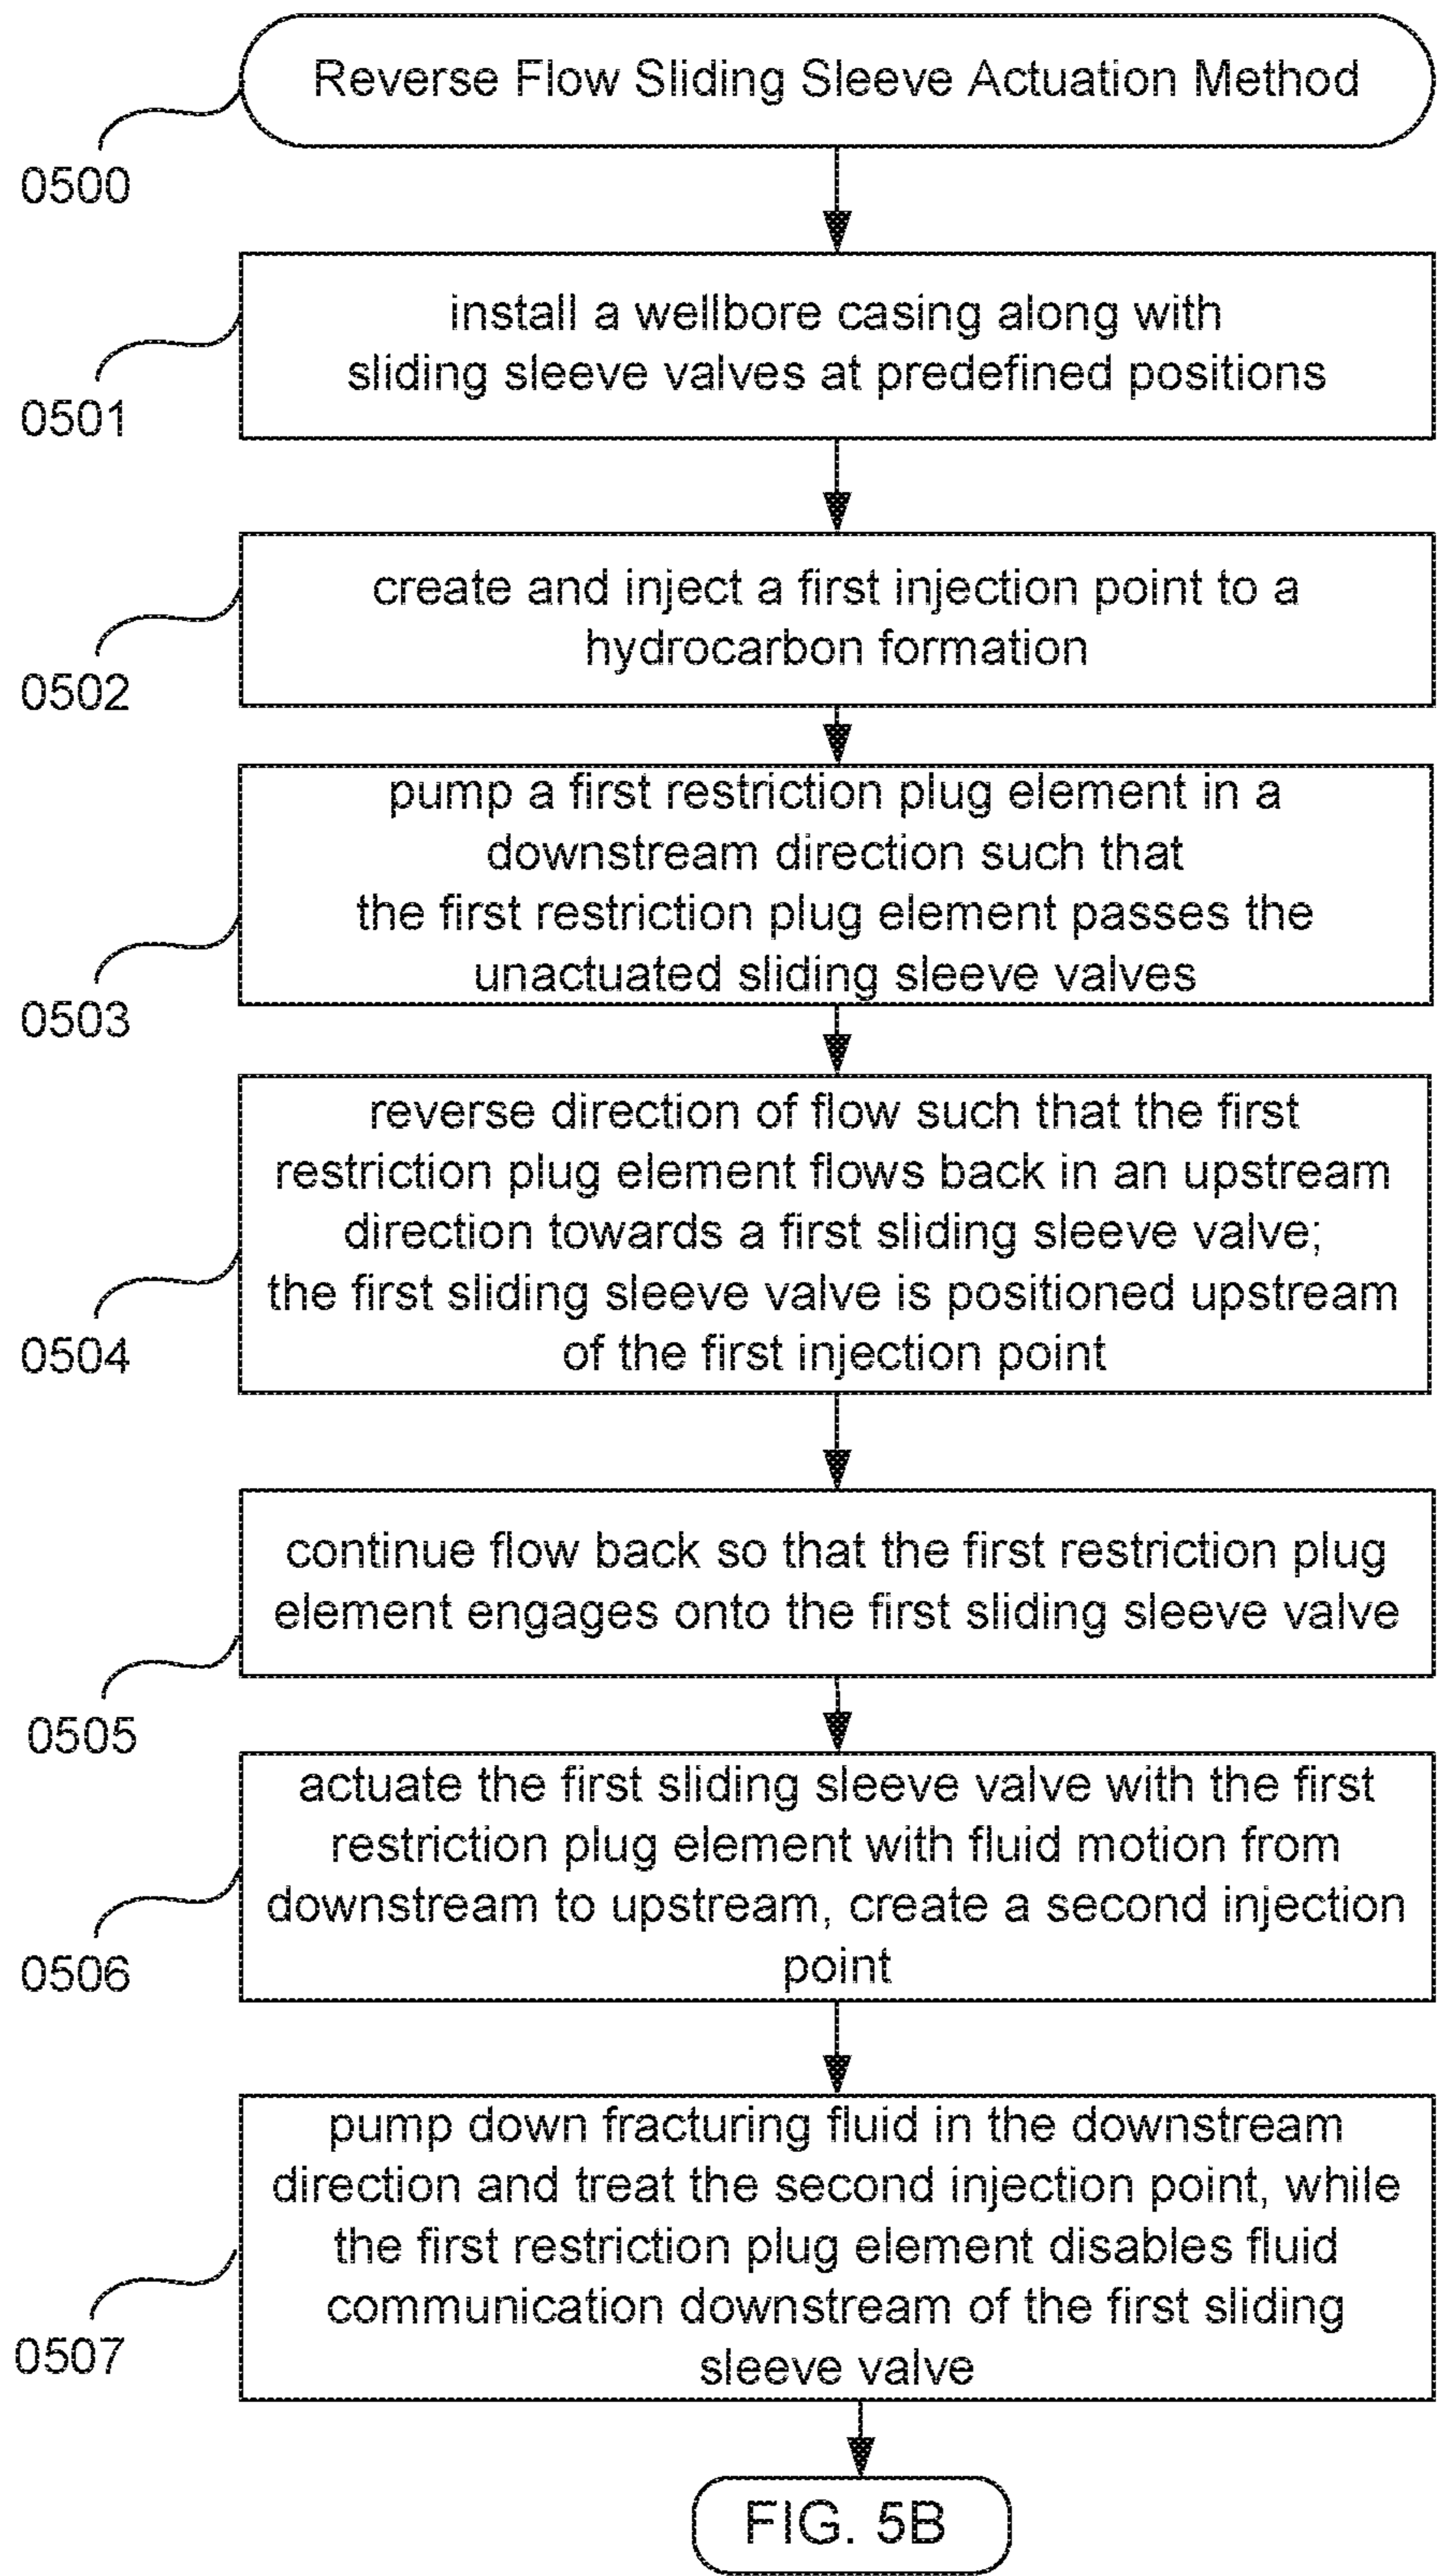 Reverse Flow Sliding Sleeve Actuation Method
0500
install a wellbore casing along with
sliding sleeve valves at predefined positions
0501
create and inject a first injection point to a
hydrocarbon formation
0502
pump a first restriction plug element in a
downstream direction such that
the first restriction plug element passes the
unactuated sliding sleeve valves
0503
reverse direction of flow such that the first
restriction plug element flows back in an upstream
direction towards a first sliding sleeve valve;
the first sliding sleeve valve is positioned upstream
of the first injection point
0504
continue flow back so that the first restriction plug
element engages onto the first sliding sleeve valve
0505
actuate the first sliding sleeve valve with the first
restriction plug element with fluid motion from
downstream to upstream, create a second injection
point
0506
pump down fracturing fluid in the downstream
direction and treat the second injection point, while
the first restriction plug element disables fluid
communication downstream of the first sliding
sleeve valve
0507
FIG. 5B